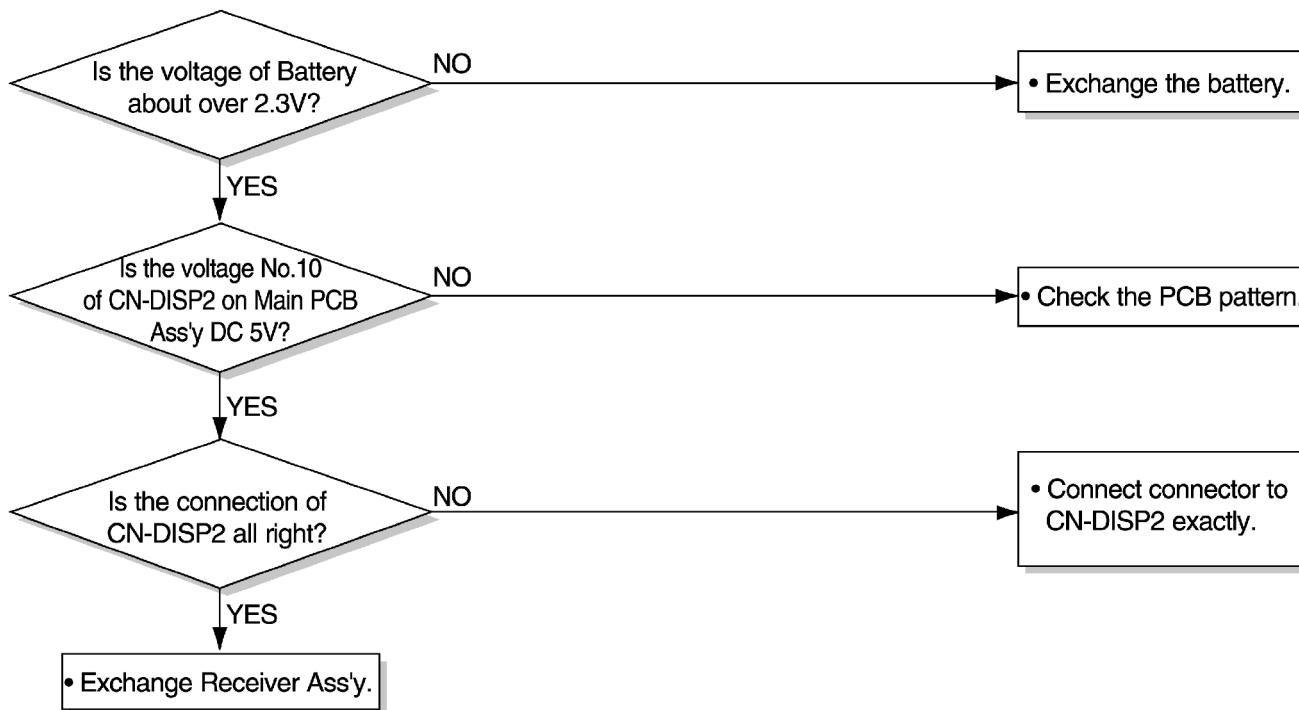 Is the voltage of Battery
about over 2.3V?
NO
• Exchange the battery.
YES
Is the voltage No.10
of CN-DISP2 on Main PCB
Ass'y DC 5V?
NO
• Check the PCB pattern.
YES
Is the connection of
CN-DISP2 all right?
NO
• Connect connector to
CN-DISP2 exactly.
YES
• Exchange Receiver Ass'y.